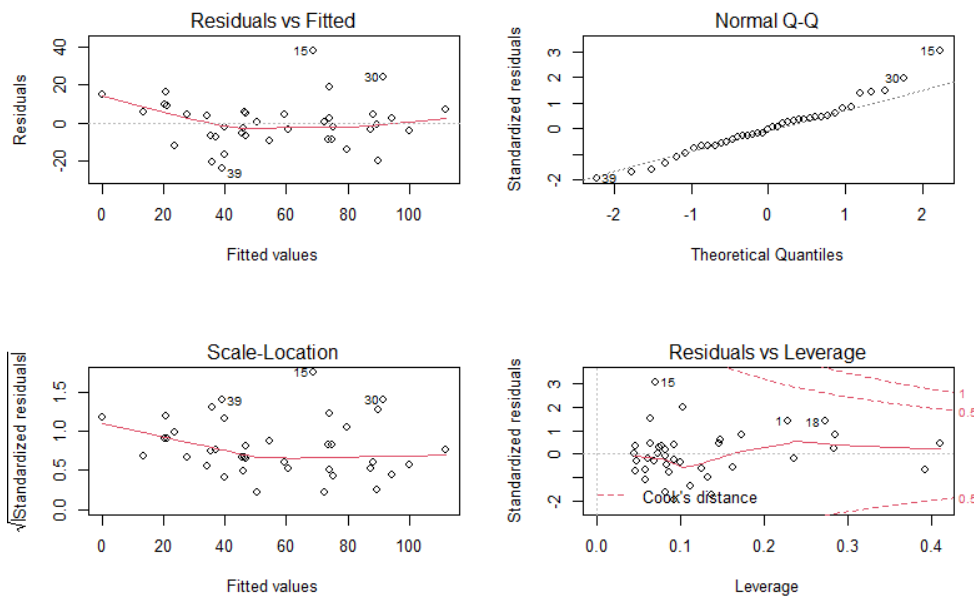 Residuals vs Fitted
Residuals
40
20
0
-20
15
30
39
0 20 40 60 80 100
Fitted values
Normal Q-Q
Standardized residuals
3
2
1
0
-1
-2
15
30
39
-2 -1 0 1 2
Theoretical Quantiles
Scale-Location
√|Standardized residuals|
1.5
1.0
0.5
0.0
15
39
30
0 20 40 60 80 100
Fitted values
Residuals vs Leverage
Standardized residuals
3
2
1
0
-2
15
1
18
1
0.5
0.5
Cook's distance
0.0 0.1 0.2 0.3 0.4
Leverage